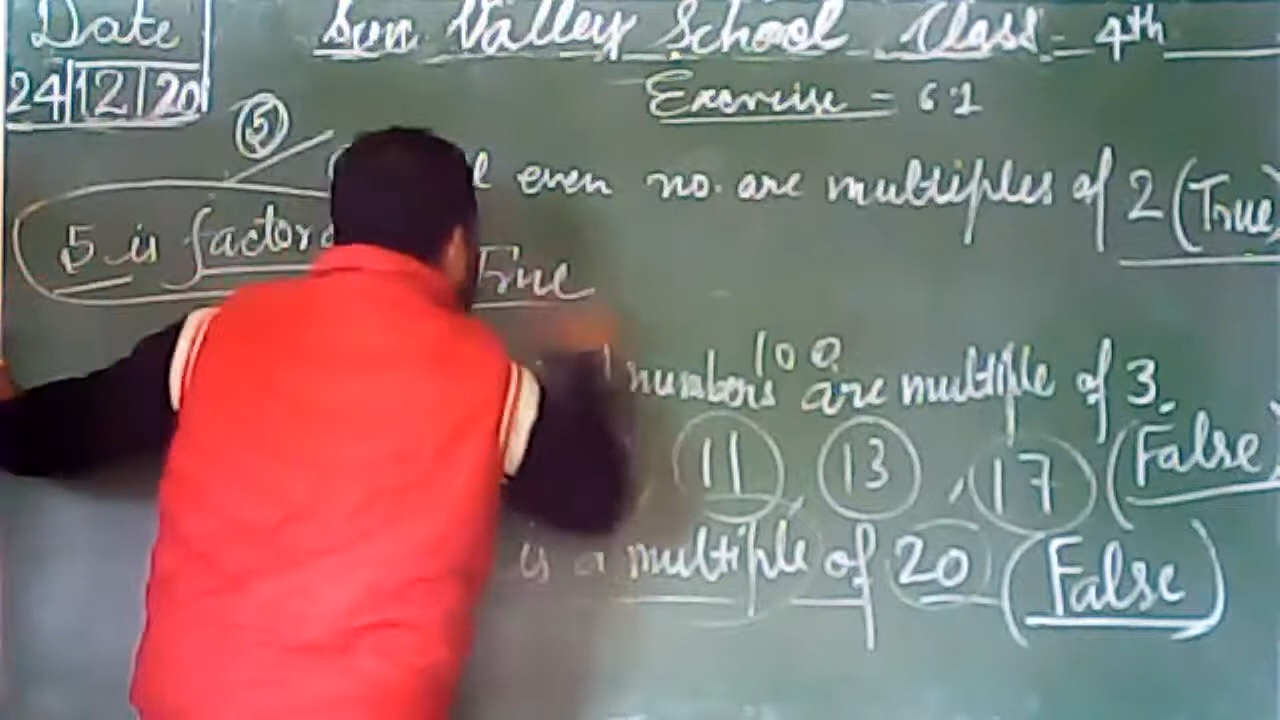 Date
24/12/20
Sun Valley School Class - 4th
Exercise = 6.1
5
even no. are multiples of 2 (True)
5 is factor
True
100
numbers are multiple of 3.
11, 13, 17 (False)
is a multiple of 20 (False)